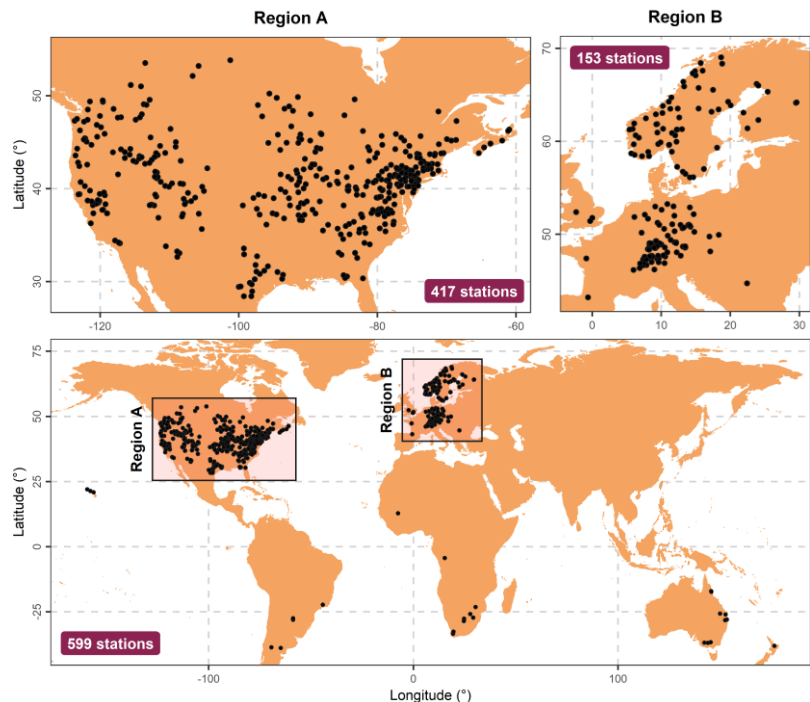 Region A
Region B
Latitude (°)
50
40
30
-120
-100
-80
-60
417 stations
153 stations
70
60
50
0
10
20
30
Latitude (°)
75
50
25
0
-25
Region A
Region B
599 stations
-100
0
100
Longitude (°)